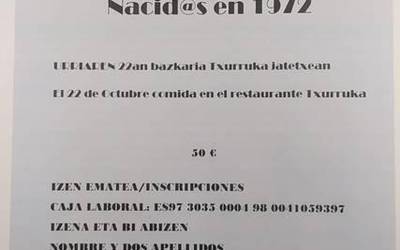 Nacid@s en 1972
URRIAREN 22an bazkaria Txurruka jatetxean
El 22 de Octubre comida en el restaurante Txurruka
50 €
IZEN EMATEA/INSCRIPCIONES
CAJA LABORAL: ES97 3035 0004 98 0041059397
IZENA ETA BI ABIZEN
NOMBRE Y DOS APELLIDOS